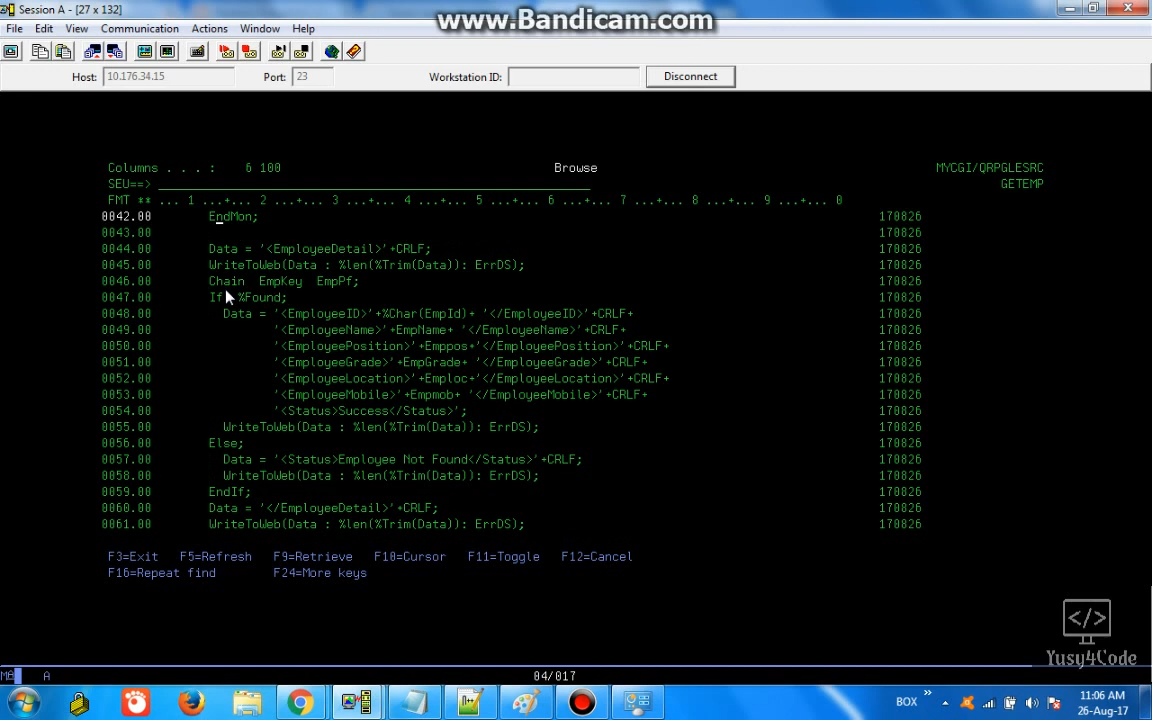 Session A - [27 x 132]
www.Bandicam.com
File Edit View Communication Actions Window Help
Host: 10.176.34.15 Port: 23 Workstation ID: Disconnect
Columns . . . : 6 100 Browse MYCGI/QRPGLESRC
SEU==> GETEMP
FMT ** ... 1 ...+... 2 ...+... 3 ...+... 4 ...+... 5 ...+... 6 ...+... 7 ...+... 8 ...+... 9 ...+... 0
0042.00 EndMon; 170826
0043.00 170826
0044.00 Data = '<EmployeeDetail>'+CRLF; 170826
0045.00 WriteToWeb(Data : %len(%Trim(Data)): ErrDS); 170826
0046.00 Chain EmpKey EmpPf; 170826
0047.00 If %Found; 170826
0048.00 Data = '<EmployeeID>'+%Char(EmpId)+ '</EmployeeID>'+CRLF+ 170826
0049.00 '<EmployeeName>'+EmpName+ '</EmployeeName>'+CRLF+ 170826
0050.00 '<EmployeePosition>'+Emppos+'</EmployeePosition>'+CRLF+ 170826
0051.00 '<EmployeeGrade>'+EmpGrade+ '</EmployeeGrade>'+CRLF+ 170826
0052.00 '<EmployeeLocation>'+Emploc+'</EmployeeLocation>'+CRLF+ 170826
0053.00 '<EmployeeMobile>'+Empmob+ '</EmployeeMobile>'+CRLF+ 170826
0054.00 '<Status>Success</Status>'; 170826
0055.00 WriteToWeb(Data : %len(%Trim(Data)): ErrDS); 170826
0056.00 Else; 170826
0057.00 Data = '<Status>Employee Not Found</Status>'+CRLF; 170826
0058.00 WriteToWeb(Data : %len(%Trim(Data)): ErrDS); 170826
0059.00 EndIf; 170826
0060.00 Data = '</EmployeeDetail>'+CRLF; 170826
0061.00 WriteToWeb(Data : %len(%Trim(Data)): ErrDS); 170826
F3=Exit F5=Refresh F9=Retrieve F10=Cursor F11=Toggle F12=Cancel
F16=Repeat find F24=More keys
</>
Yusy4Code
A 04/017
BOX 11:06 AM
26-Aug-17